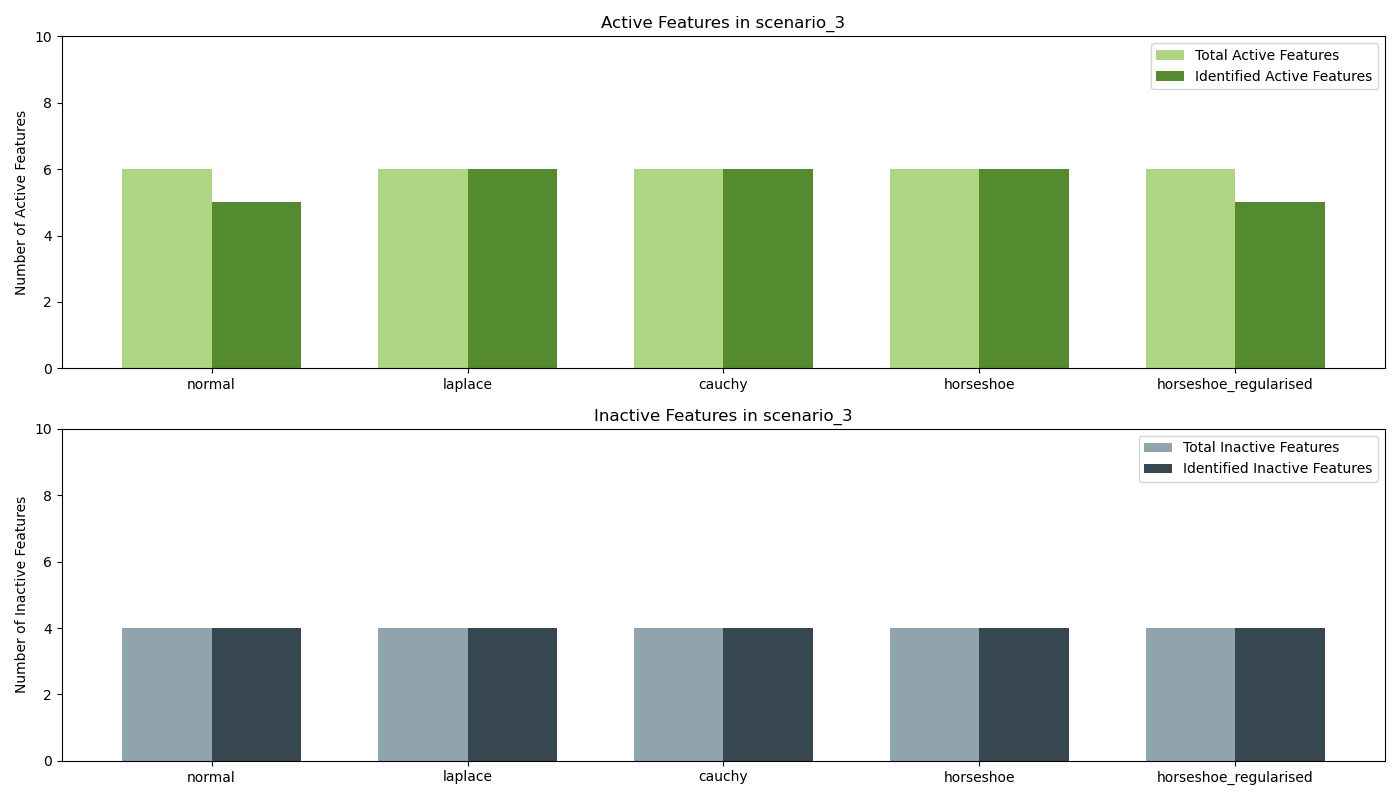 Active Features in scenario_3
10
8
6
4
2
0
Number of Active Features
Total Active Features
Identified Active Features
normal
laplace
cauchy
horseshoe
horseshoe_regularised
Inactive Features in scenario_3
10
8
6
4
2
0
Number of Inactive Features
Total Inactive Features
Identified Inactive Features
normal
laplace
cauchy
horseshoe
horseshoe_regularised